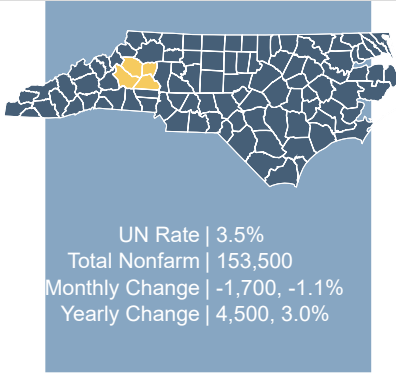 UN Rate | 3.5%
Total Nonfarm | 153,500
Monthly Change | -1,700, -1.1%
Yearly Change | 4,500, 3.0%